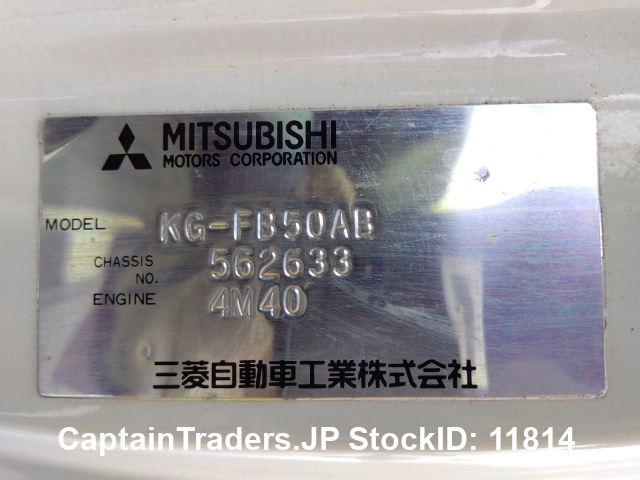 MITSUBISHI
MOTORS CORPORATION
MODEL KG-FB50AB
CHASSIS NO. 562633
ENGINE 4M40
三菱自動車工業株式会社
CaptainTraders.JP StockID: 11814